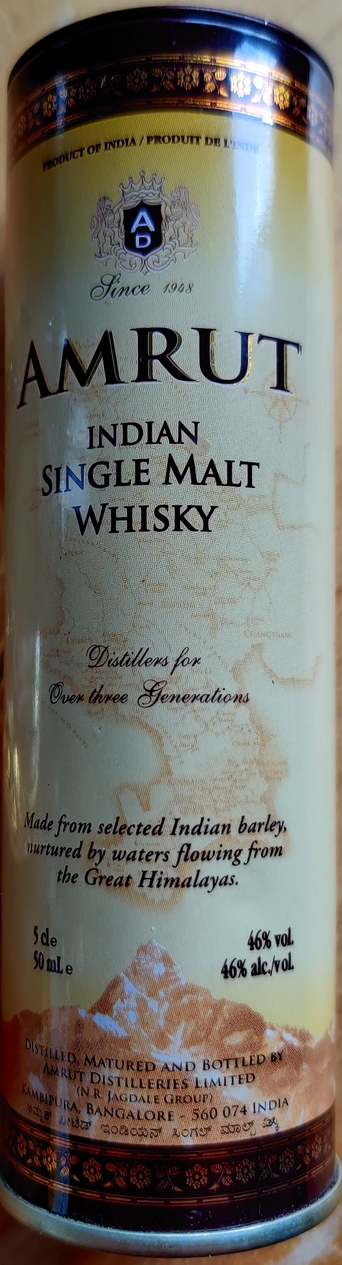 PRODUCT OF INDIA / PRODUIT DE L'INDE
A
D
Since 1948
AMRUT
INDIAN
SINGLE MALT
WHISKY
Distillers for
Over three Generations
Made from selected Indian barley,
nurtured by waters flowing from
the Great Himalayas.
5 cl e 46% vol.
50 mL e 46% alc./vol.
DISTILLED, MATURED AND BOTTLED BY
AMRUT DISTILLERIES LIMITED
(N.R. JAGDALE GROUP)
KAMBIPURA, BANGALORE - 560 074 INDIA
ಇಂಡಿಯನ್ ಸಿಂಗಲ್ ಮಾಲ್ಟ್